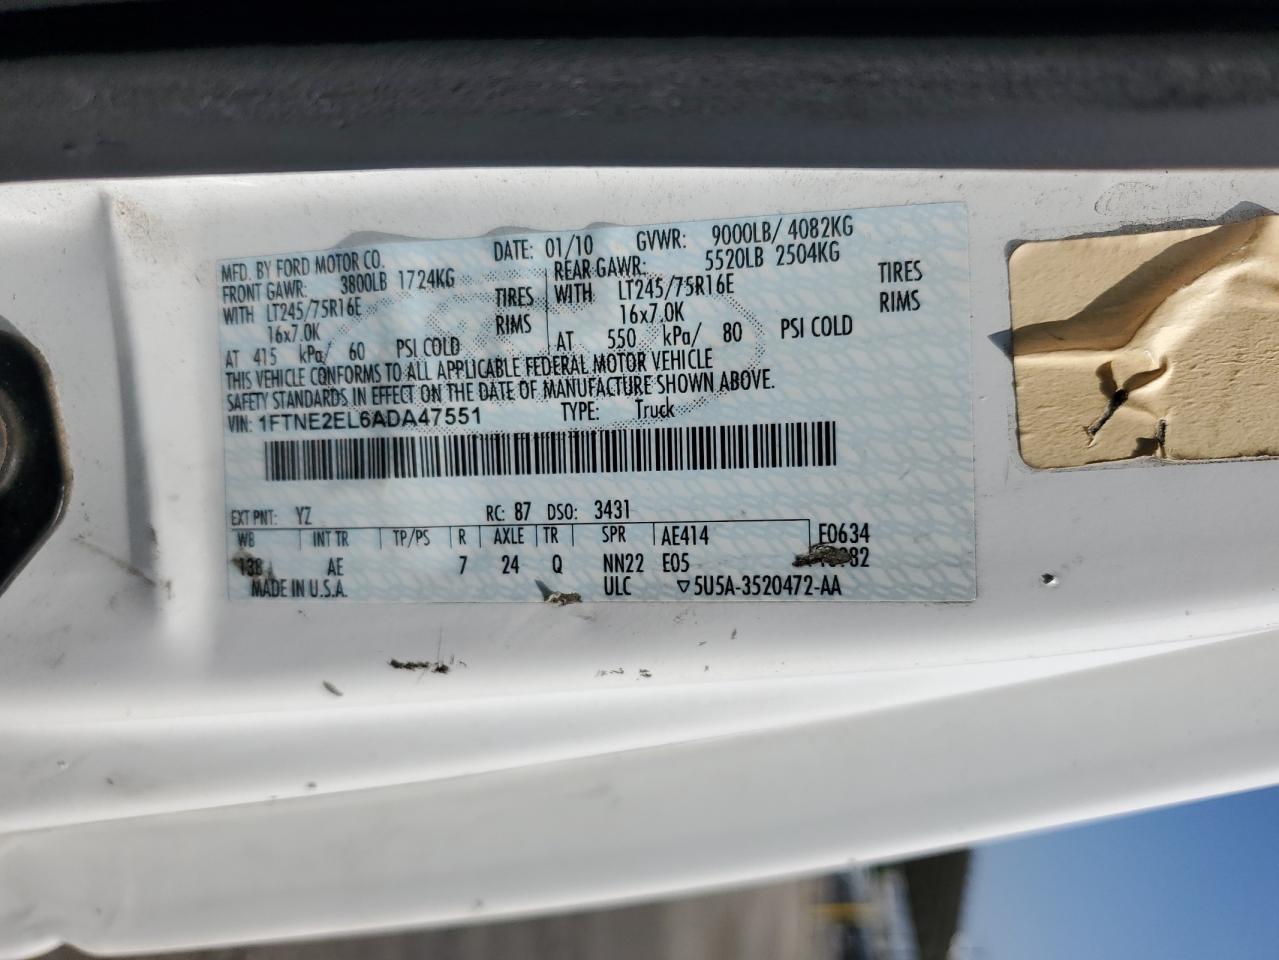 MFD. BY FORD MOTOR CO.
DATE: 01/10 GVWR: 9000LB/ 4082KG
FRONT GAWR: 3800LB 1724KG
REAR GAWR: 5520LB 2504KG
WITH LT245/75R16E TIRES
WITH LT245/75R16E TIRES
16x7.0K RIMS
16x7.0K RIMS
AT 415 kPa/ 60 PSI COLD
AT 550 kPa/ 80 PSI COLD
THIS VEHICLE CONFORMS TO ALL APPLICABLE FEDERAL MOTOR VEHICLE
SAFETY STANDARDS IN EFFECT ON THE DATE OF MANUFACTURE SHOWN ABOVE.
VIN: 1FTNE2EL6ADA47551 TYPE: Truck
EXT PNT: YZ RC: 87 DSO: 3431
WB INT TR TP/PS R AXLE TR SPR AE414 F0634
138 AE 7 24 Q NN22 E05
MADE IN U.S.A. ULC ▽5U5A-3520472-AA